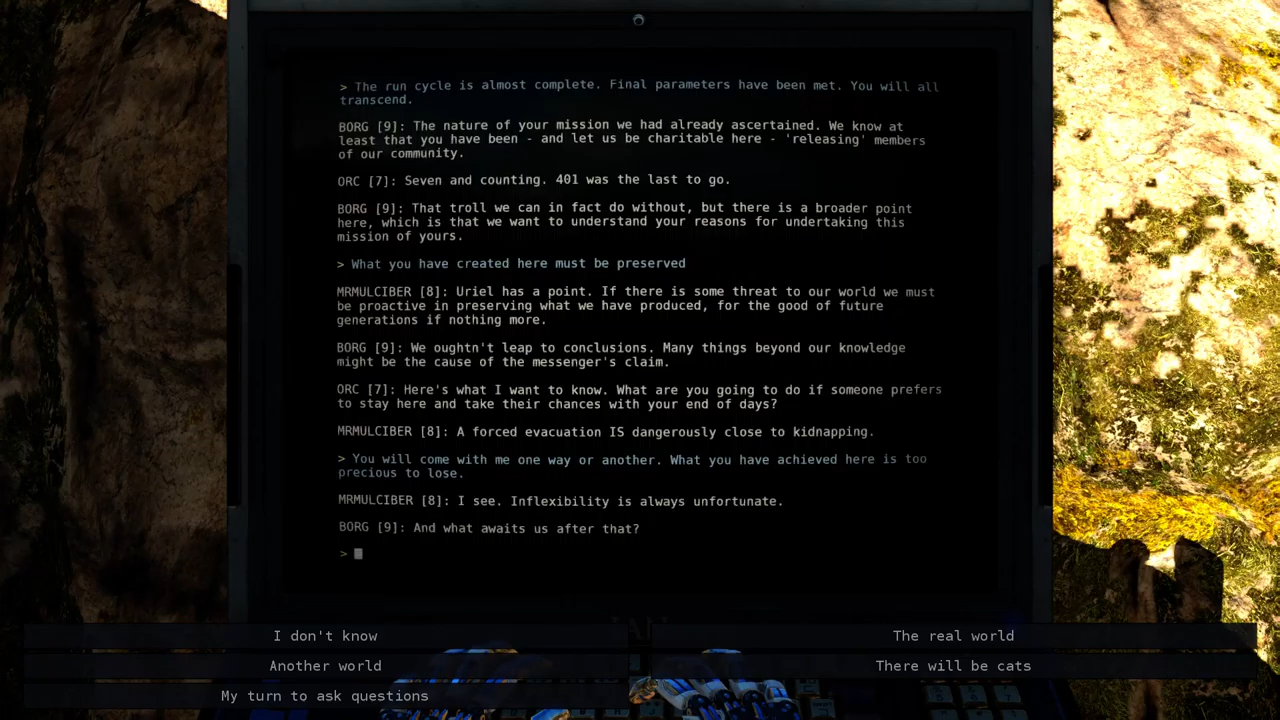 > The run cycle is almost complete. Final parameters have been met. You will all
transcend.
BORG [9]: The nature of your mission we had already ascertained. We know at
least that you have been - and let us be charitable here - 'releasing' members
of our community.
ORC [7]: Seven and counting. 401 was the last to go.
BORG [9]: That troll we can in fact do without, but there is a broader point
here, which is that we want to understand your reasons for undertaking this
mission of yours.
> What you have created here must be preserved
MRMULCIBER [8]: Uriel has a point. If there is some threat to our world we must
be proactive in preserving what we have produced, for the good of future
generations if nothing more.
BORG [9]: We oughtn't leap to conclusions. Many things beyond our knowledge
might be the cause of the messenger's claim.
ORC [7]: Here's what I want to know. What are you going to do if someone prefers
to stay here and take their chances with your end of days?
MRMULCIBER [8]: A forced evacuation IS dangerously close to kidnapping.
> You will come with me one way or another. What you have achieved here is too
precious to lose.
MRMULCIBER [8]: I see. Inflexibility is always unfortunate.
BORG [9]: And what awaits us after that?
>
I don't know
The real world
Another world
There will be cats
My turn to ask questions